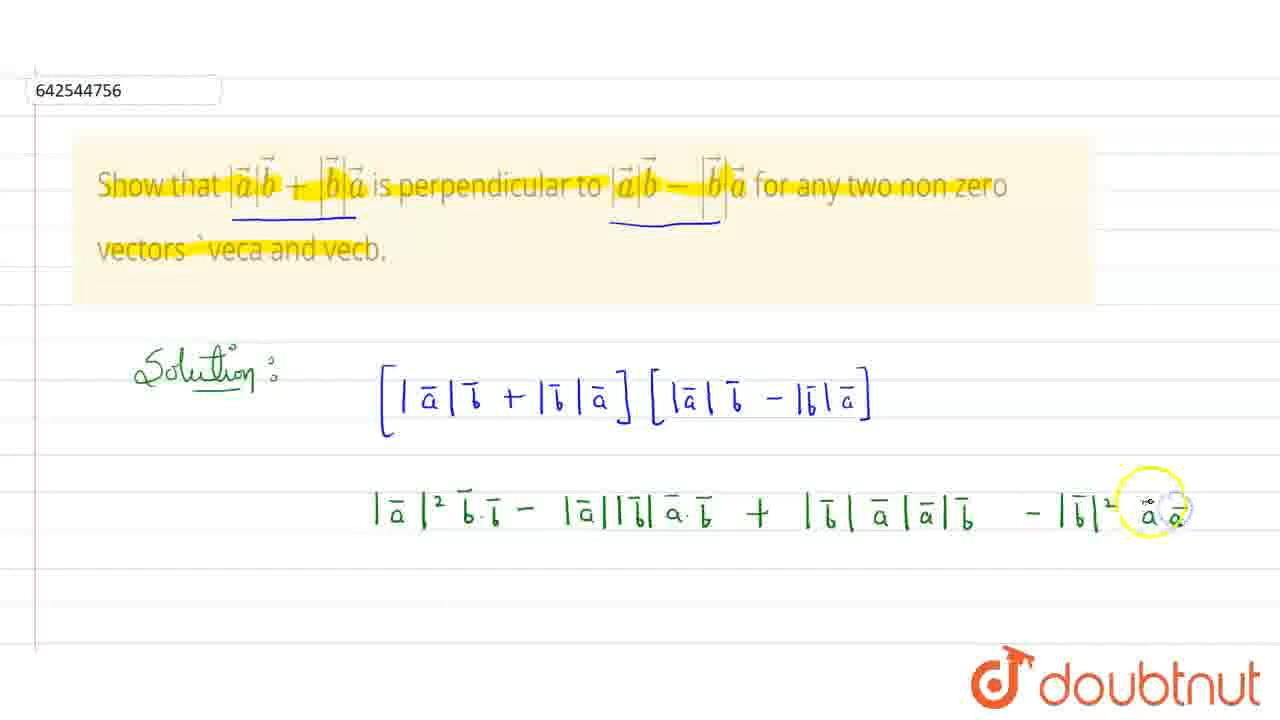 642544756
Show that |a⃗|b⃗ + |b⃗|a⃗ is perpendicular to |a⃗|b⃗ − |b⃗|a⃗ for any two non zero
vectors `veca and vecb.
Solution :
[|a̅|b̅ + |b̅|a̅] [|a̅|b̅ − |b̅|a̅]
|a̅|² b̅.b̅ − |a̅||b̅| a̅.b̅ + |b̅| a̅ |a̅| b̅ − |b̅|² a̅.a̅
doubtnut